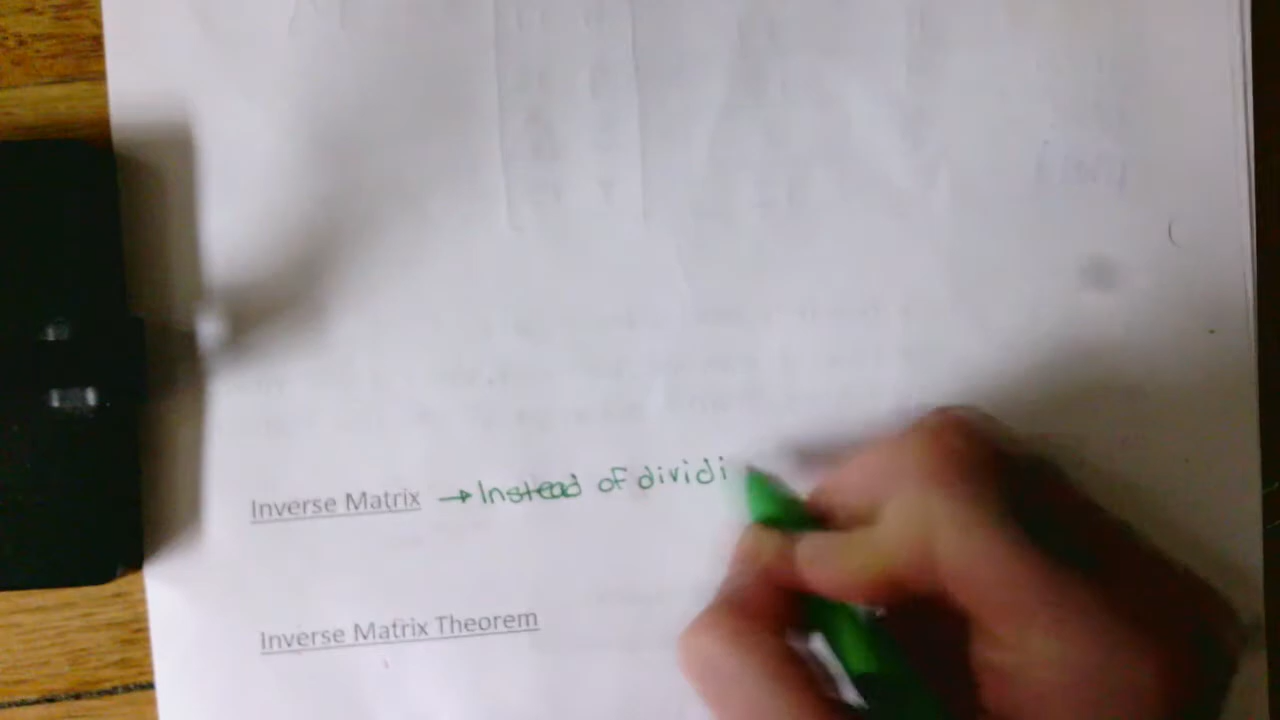 Inverse Matrix → Instead of dividi
Inverse Matrix Theorem